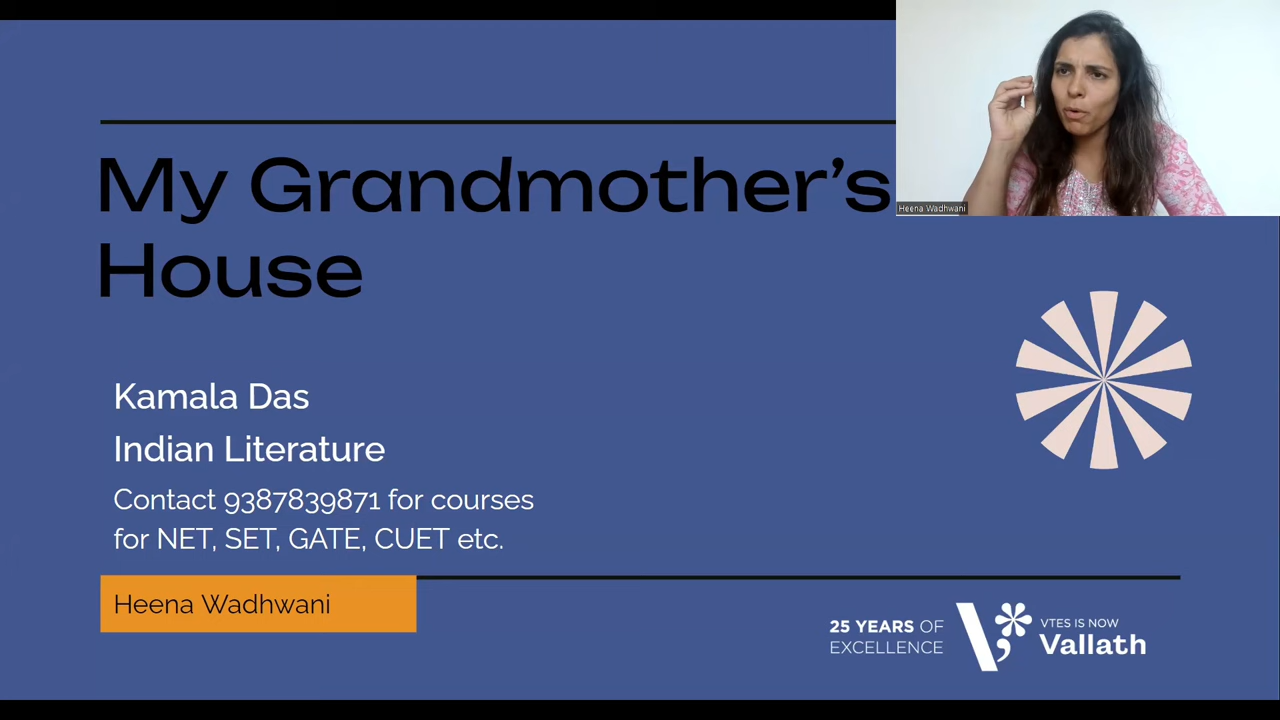 My Grandmother’s
House
Heena Wadhwani
Kamala Das
Indian Literature
Contact 9387839871 for courses
for NET, SET, GATE, CUET etc.
Heena Wadhwani
25 YEARS OF
EXCELLENCE
VTES IS NOW
Vallath